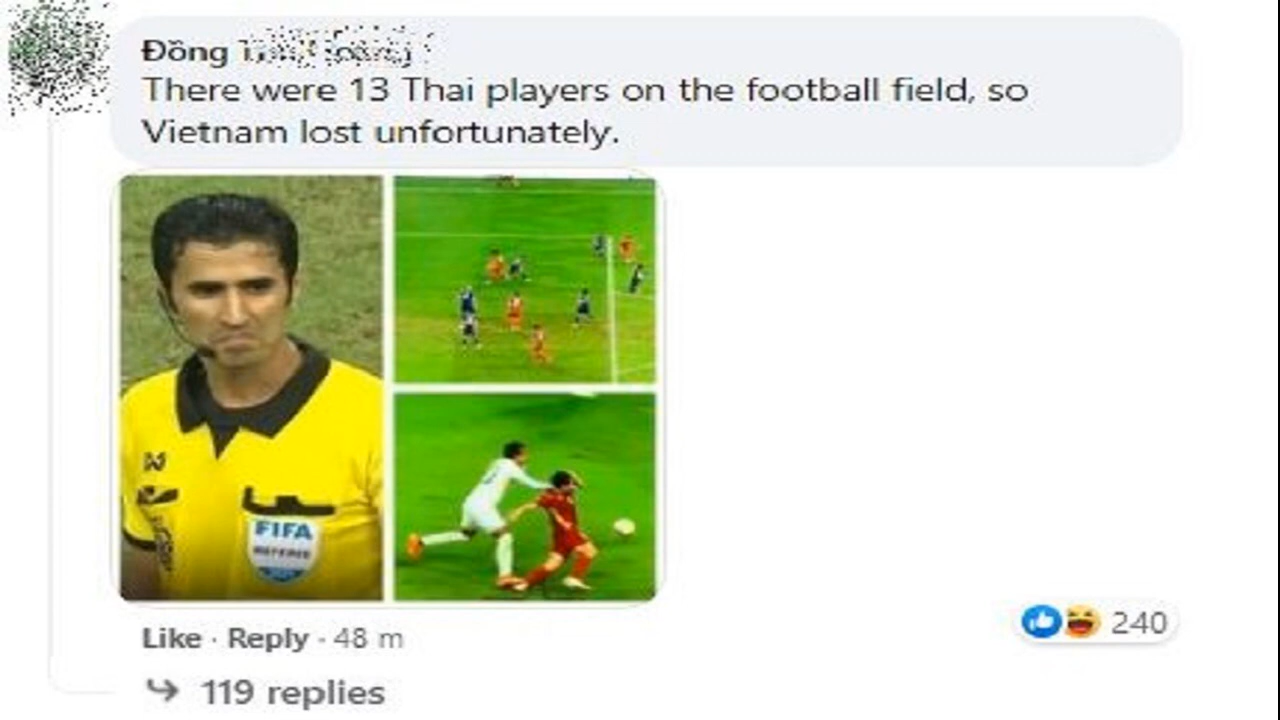 Đồng
There were 13 Thai players on the football field, so
Vietnam lost unfortunately.
FIFA
REFEREE
Like · Reply · 48 m
240
119 replies